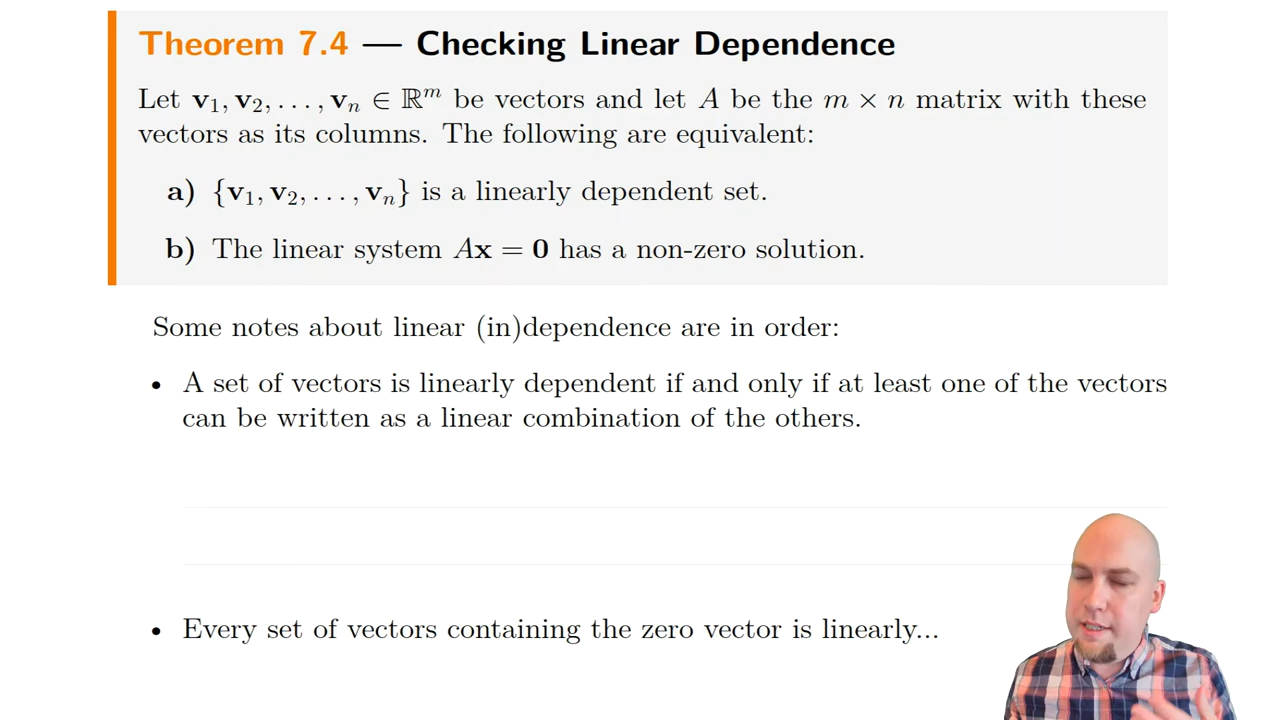 Theorem 7.4 — Checking Linear Dependence
Let v₁, v₂, . . . , vₙ ∈ ℝᵐ be vectors and let A be the m × n matrix with these
vectors as its columns. The following are equivalent:
a) {v₁, v₂, . . . , vₙ} is a linearly dependent set.
b) The linear system Ax = 0 has a non-zero solution.
Some notes about linear (in)dependence are in order:
• A set of vectors is linearly dependent if and only if at least one of the vectors
can be written as a linear combination of the others.
• Every set of vectors containing the zero vector is linearly...